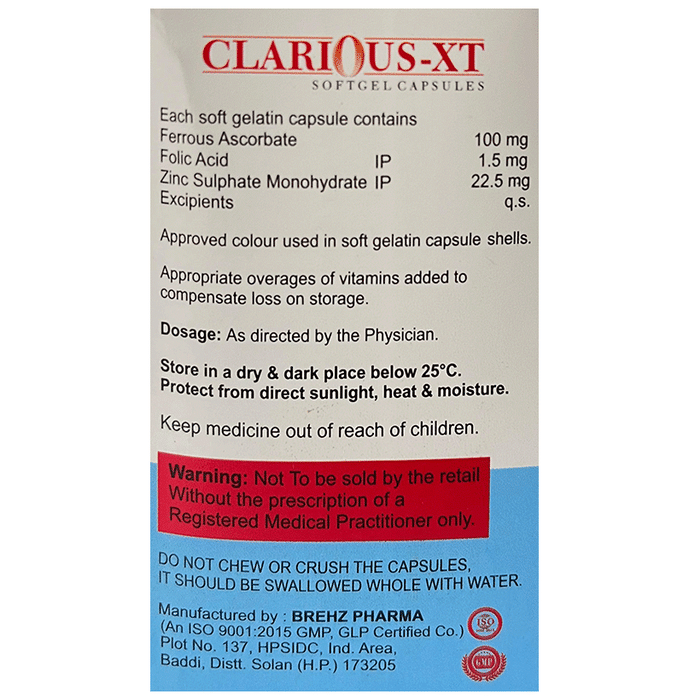 CLARIOUS-XT
SOFTGEL CAPSULES
Each soft gelatin capsule contains
Ferrous Ascorbate 100 mg
Folic Acid IP 1.5 mg
Zinc Sulphate Monohydrate IP 22.5 mg
Excipients q.s.
Approved colour used in soft gelatin capsule shells.
Appropriate overages of vitamins added to
compensate loss on storage.
Dosage: As directed by the Physician.
Store in a dry & dark place below 25°C.
Protect from direct sunlight, heat & moisture.
Keep medicine out of reach of children.
Warning: Not To be sold by the retail
Without the prescription of a
Registered Medical Practitioner only.
DO NOT CHEW OR CRUSH THE CAPSULES,
IT SHOULD BE SWALLOWED WHOLE WITH WATER.
Manufactured by : BREHZ PHARMA
(An ISO 9001:2015 GMP, GLP Certified Co.)
Plot No. 137, HPSIDC, Ind. Area,
Baddi, Distt. Solan (H.P.) 173205
ISO
GMP